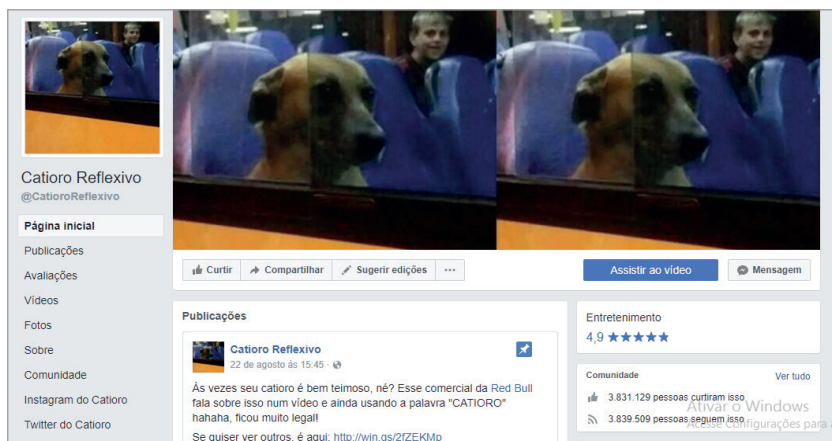 Catioro Reflexivo
@CatioroReflexivo
Página inicial
Publicações
Avaliações
Vídeos
Fotos
Sobre
Comunidade
Instagram do Catioro
Twitter do Catioro
Curtir
Compartilhar
Sugerir edições
Assistir ao vídeo
Mensagem
Publicações
Catioro Reflexivo
22 de agosto às 15:45 ·
Às vezes seu catioro é bem teimoso, né? Esse comercial da Red Bull
fala sobre isso num vídeo e ainda usando a palavra "CATIORO"
hahaha, ficou muito legal!
Se quiser ver outros, é aqui: http://win.gs/2fZEKMp
Entretenimento
4,9 ★★★★★
Comunidade
Ver tudo
3.831.129 pessoas curtiram isso
3.839.509 pessoas seguem isso
Ativar o Windows
Acesse Configurações para